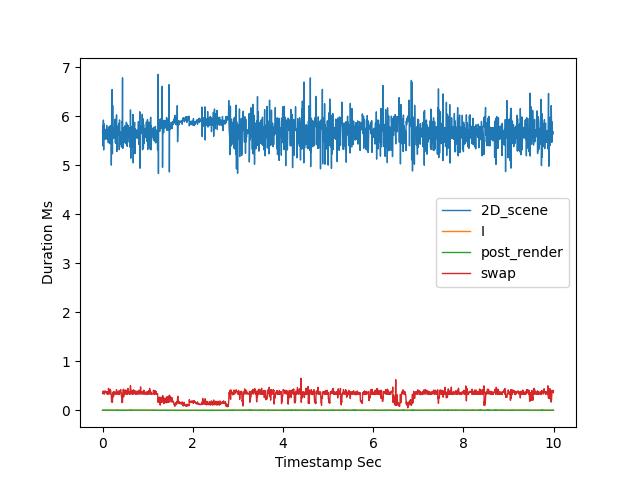 7
6
5
4
3
2
1
0
Duration Ms
2D_scene
I
post_render
swap
0 2 4 6 8 10
Timestamp Sec